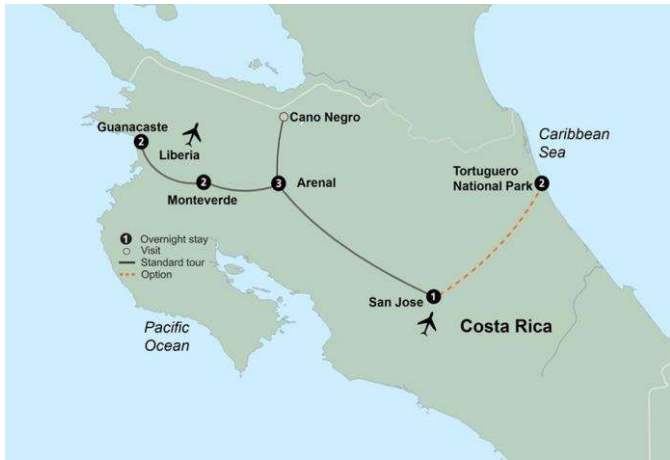 Cano Negro
Guanacaste
2
Liberia
Caribbean
Sea
Tortuguero
National Park
2
2
Monteverde
3
Arenal
1 Overnight stay
Visit
Standard tour
Option
San Jose
1
Costa Rica
Pacific
Ocean